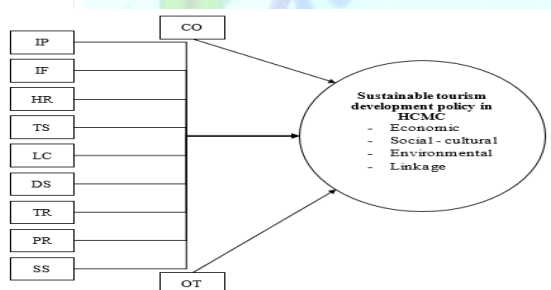 CO
IP
IF
HR
TS
LC
DS
TR
PR
SS
OT
Sustainable tourism
development policy in
HCMC
- Economic
- Social - cultural
- Environmental
- Linkage